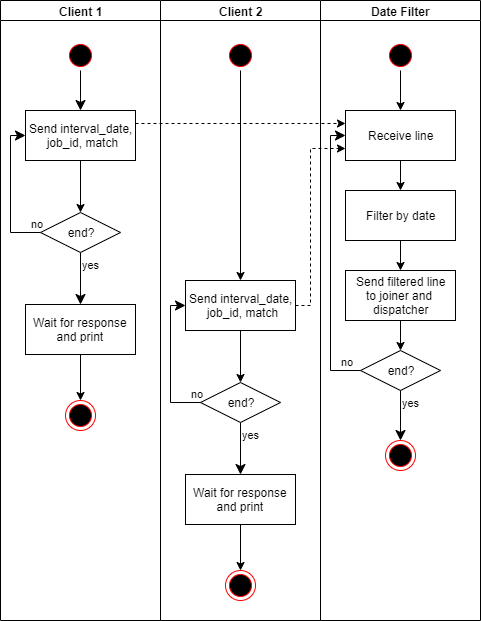 Client 1
Client 2
Date Filter
Send interval_date,
job_id, match
end?
no
yes
Wait for response
and print
Send interval_date,
job_id, match
end?
no
yes
Wait for response
and print
Receive line
Filter by date
Send filtered line
to joiner and
dispatcher
end?
no
yes